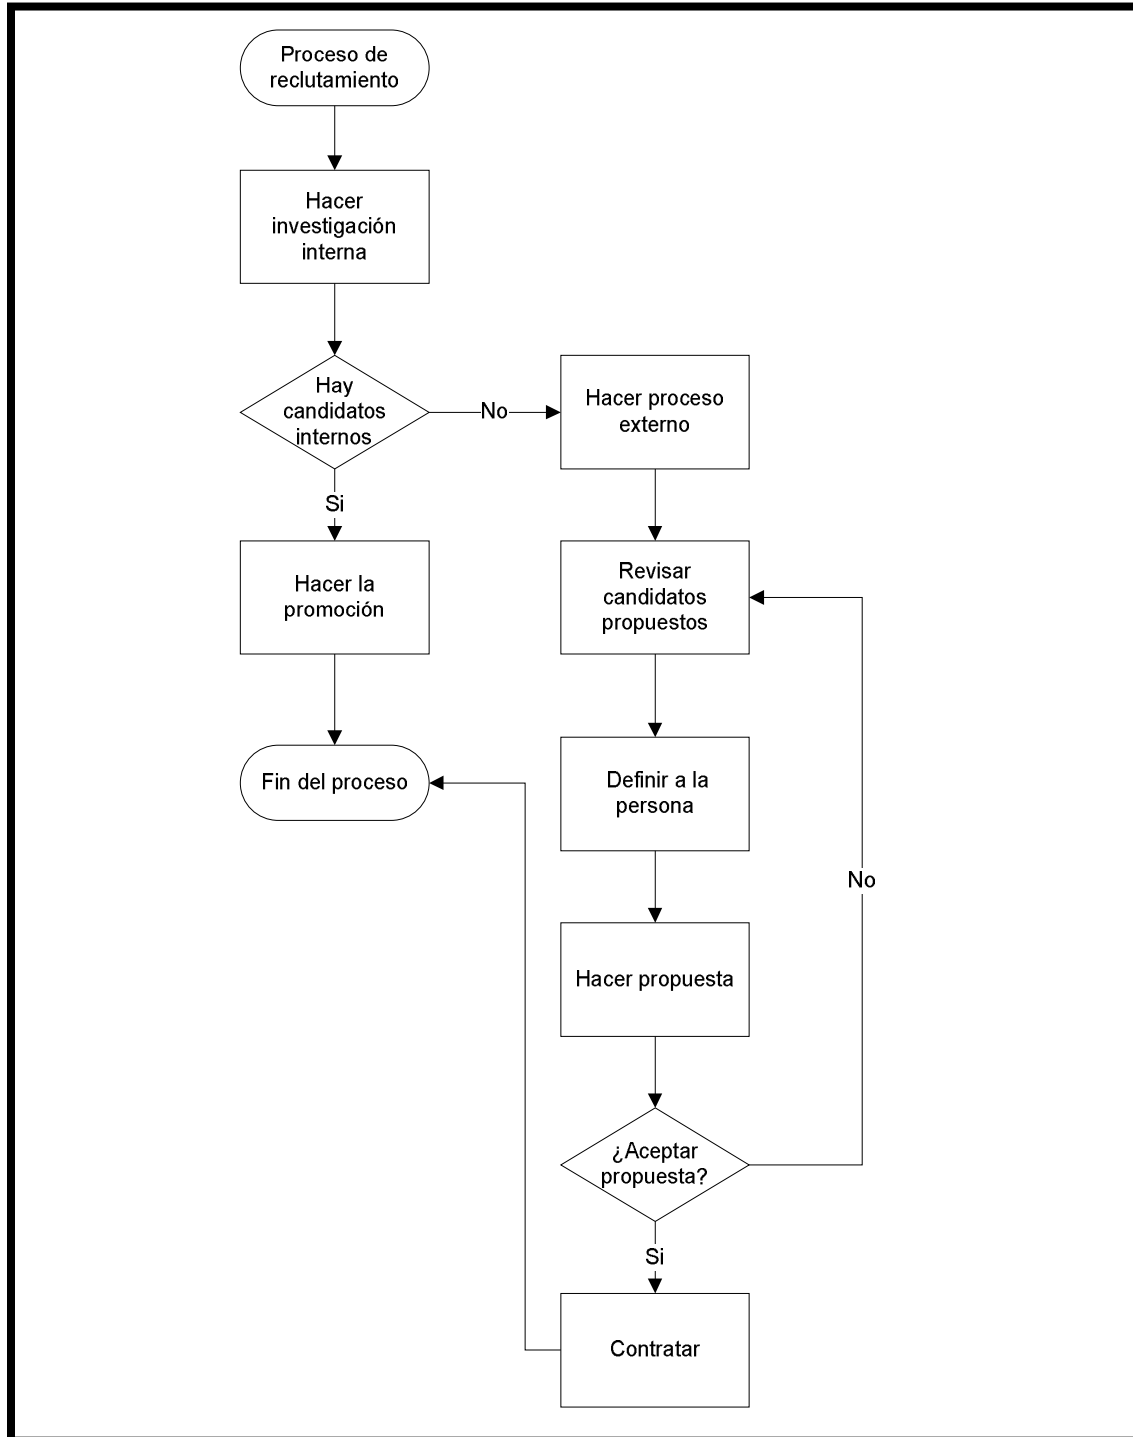 Proceso de
reclutamiento
Hacer
investigación
interna
Hay
candidatos
internos
No
Hacer proceso
externo
Si
Hacer la
promoción
Revisar
candidatos
propuestos
Fin del proceso
Definir a la
persona
No
Hacer propuesta
¿Aceptar
propuesta?
Si
Contratar